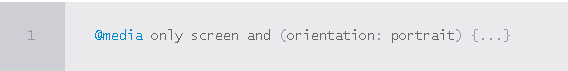 1 @media only screen and (orientation: portrait) {...}